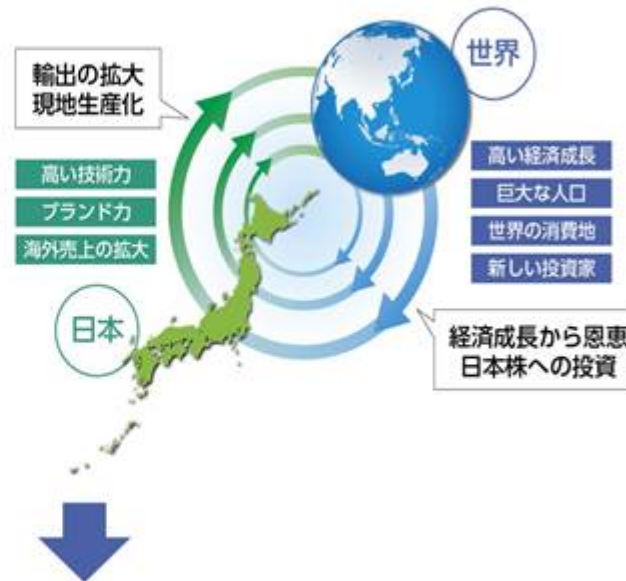 世界
輸出の拡大
現地生産化
高い技術力
ブランド力
海外売上の拡大
高い経済成長
巨大な人口
世界の消費地
新しい投資家
日本
経済成長から恩恵
日本株への投資